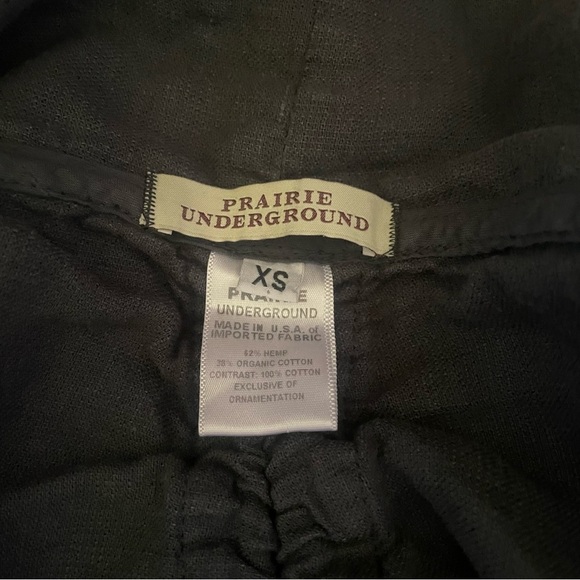 PRAIRIE
UNDERGROUND
XS
PRAIRIE
UNDERGROUND
MADE IN U.S.A. of
IMPORTED FABRIC
62% HEMP
38% ORGANIC COTTON
CONTRAST: 100% COTTON
EXCLUSIVE OF
ORNAMENTATION